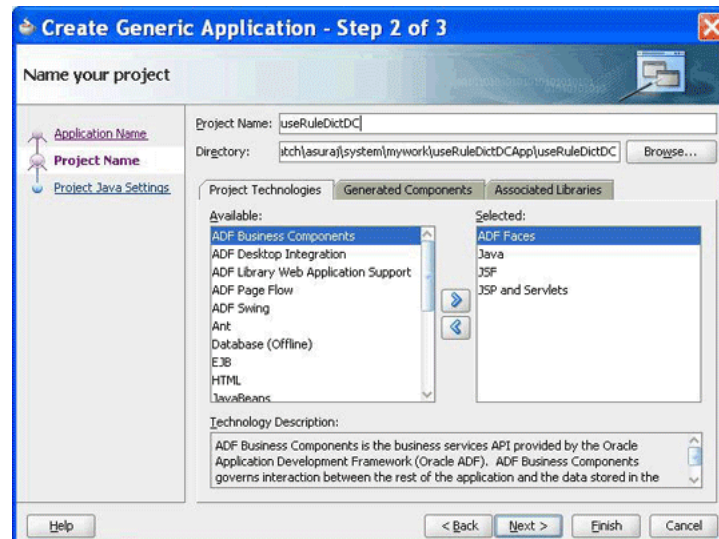 Create Generic Application - Step 2 of 3
Name your project
Application Name
Project Name
Project Java Settings
Project Name: useRuleDictDC
Directory: atch\asuraj\system\mywork\useRuleDictDCApp\useRuleDictDC Browse...
Project Technologies Generated Components Associated Libraries
Available:
ADF Business Components
ADF Desktop Integration
ADF Library Web Application Support
ADF Page Flow
ADF Swing
Ant
Database (Offline)
EJB
HTML
JavaBeans
Selected:
ADF Faces
Java
JSF
JSP and Servlets
Technology Description:
ADF Business Components is the business services API provided by the Oracle
Application Development Framework (Oracle ADF). ADF Business Components
governs interaction between the rest of the application and the data stored in the
Help < Back Next > Finish Cancel